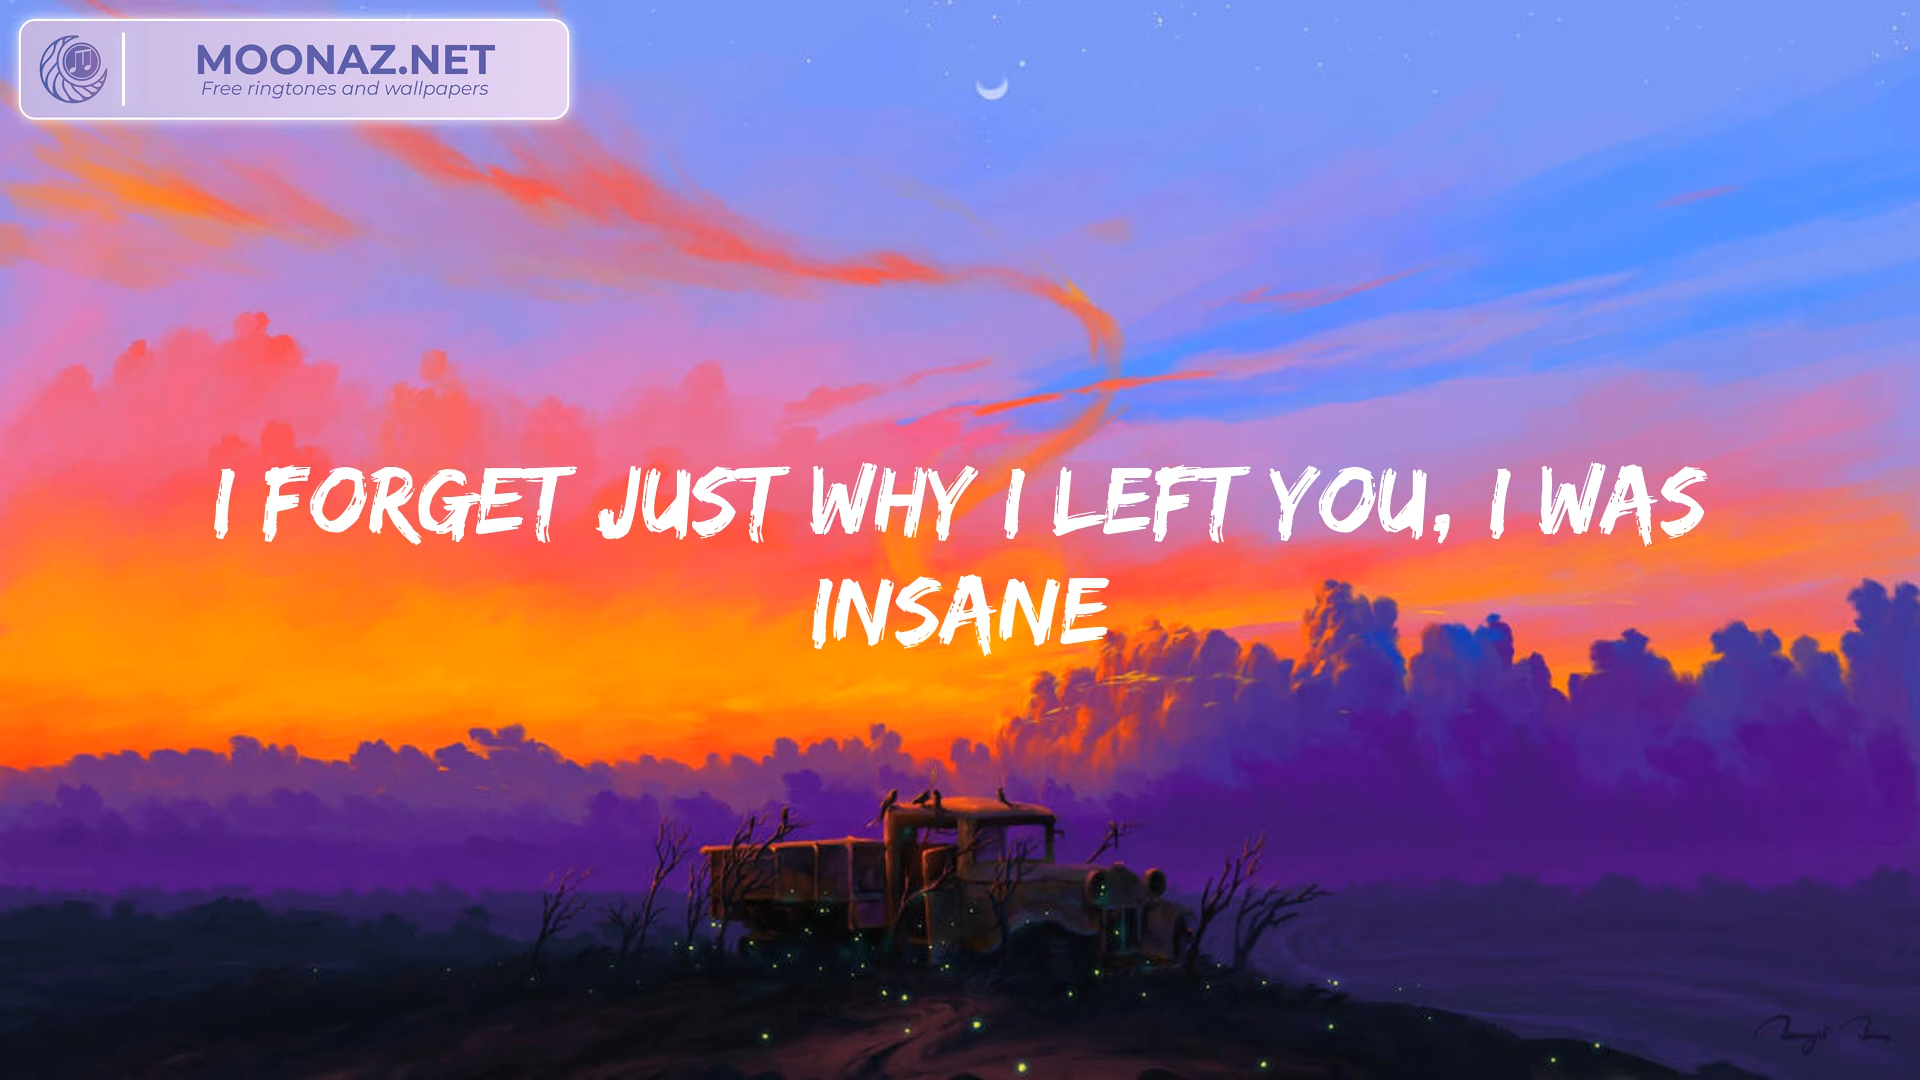 MOONAZ.NET
Free ringtones and wallpapers
I FORGET JUST WHY I LEFT YOU, I WAS
INSANE